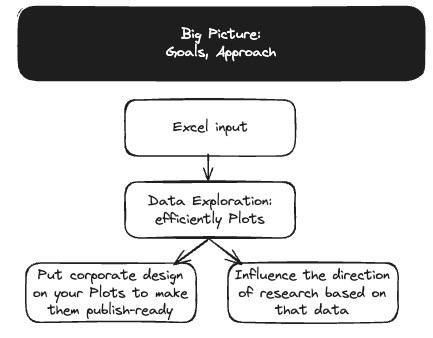 Big Picture:
Goals, Approach
Excel input
Data Exploration:
efficiently Plots
Put corporate design
on your Plots to make
them publish-ready
Influence the direction
of research based on
that data